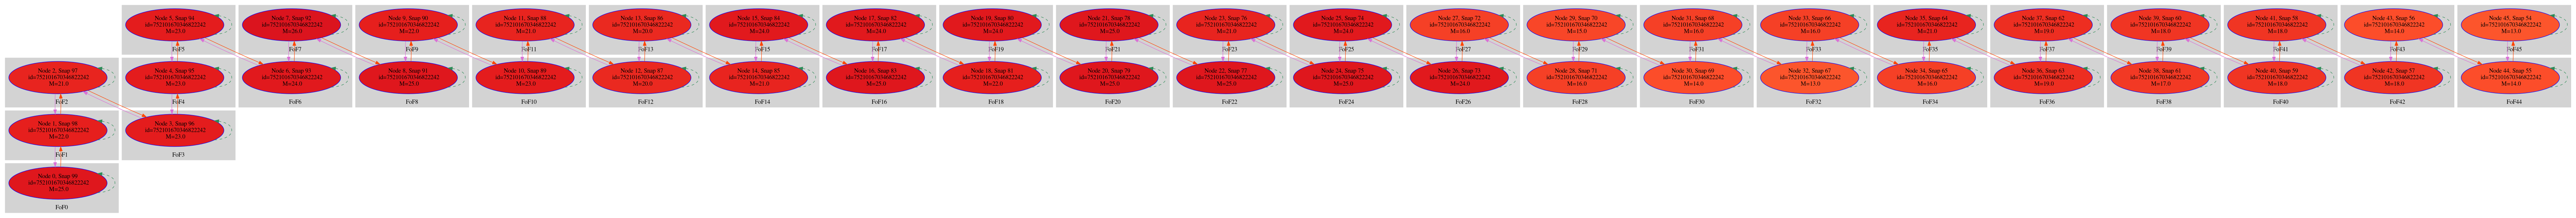 Node 5, Snap 94
id=752101670346822242
M=23.0
FoF5
Node 7, Snap 92
id=752101670346822242
M=26.0
FoF7
Node 9, Snap 90
id=752101670346822242
M=22.0
FoF9
Node 11, Snap 88
id=752101670346822242
M=21.0
FoF11
Node 13, Snap 86
id=752101670346822242
M=20.0
FoF13
Node 15, Snap 84
id=752101670346822242
M=24.0
FoF15
Node 17, Snap 82
id=752101670346822242
M=24.0
FoF17
Node 19, Snap 80
id=752101670346822242
M=24.0
FoF19
Node 21, Snap 78
id=752101670346822242
M=25.0
FoF21
Node 23, Snap 76
id=752101670346822242
M=21.0
FoF23
Node 25, Snap 74
id=752101670346822242
M=24.0
FoF25
Node 27, Snap 72
id=752101670346822242
M=16.0
FoF27
Node 29, Snap 70
id=752101670346822242
M=15.0
FoF29
Node 31, Snap 68
id=752101670346822242
M=16.0
FoF31
Node 33, Snap 66
id=752101670346822242
M=16.0
FoF33
Node 35, Snap 64
id=752101670346822242
M=21.0
FoF35
Node 37, Snap 62
id=752101670346822242
M=19.0
FoF37
Node 39, Snap 60
id=752101670346822242
M=18.0
FoF39
Node 41, Snap 58
id=752101670346822242
M=18.0
FoF41
Node 43, Snap 56
id=752101670346822242
M=14.0
FoF43
Node 45, Snap 54
id=752101670346822242
M=13.0
FoF45
Node 2, Snap 97
id=752101670346822242
M=21.0
FoF2
Node 4, Snap 95
id=752101670346822242
M=23.0
FoF4
Node 6, Snap 93
id=752101670346822242
M=24.0
FoF6
Node 8, Snap 91
id=752101670346822242
M=25.0
FoF8
Node 10, Snap 89
id=752101670346822242
M=23.0
FoF10
Node 12, Snap 87
id=752101670346822242
M=20.0
FoF12
Node 14, Snap 85
id=752101670346822242
M=21.0
FoF14
Node 16, Snap 83
id=752101670346822242
M=23.0
FoF16
Node 18, Snap 81
id=752101670346822242
M=22.0
FoF18
Node 20, Snap 79
id=752101670346822242
M=25.0
FoF20
Node 22, Snap 77
id=752101670346822242
M=25.0
FoF22
Node 24, Snap 75
id=752101670346822242
M=25.0
FoF24
Node 26, Snap 73
id=752101670346822242
M=24.0
FoF26
Node 28, Snap 71
id=752101670346822242
M=16.0
FoF28
Node 30, Snap 69
id=752101670346822242
M=14.0
FoF30
Node 32, Snap 67
id=752101670346822242
M=13.0
FoF32
Node 34, Snap 65
id=752101670346822242
M=16.0
FoF34
Node 36, Snap 63
id=752101670346822242
M=19.0
FoF36
Node 38, Snap 61
id=752101670346822242
M=17.0
FoF38
Node 40, Snap 59
id=752101670346822242
M=18.0
FoF40
Node 42, Snap 57
id=752101670346822242
M=18.0
FoF42
Node 44, Snap 55
id=752101670346822242
M=14.0
FoF44
Node 1, Snap 98
id=752101670346822242
M=22.0
FoF1
Node 3, Snap 96
id=752101670346822242
M=23.0
FoF3
Node 0, Snap 99
id=752101670346822242
M=25.0
FoF0